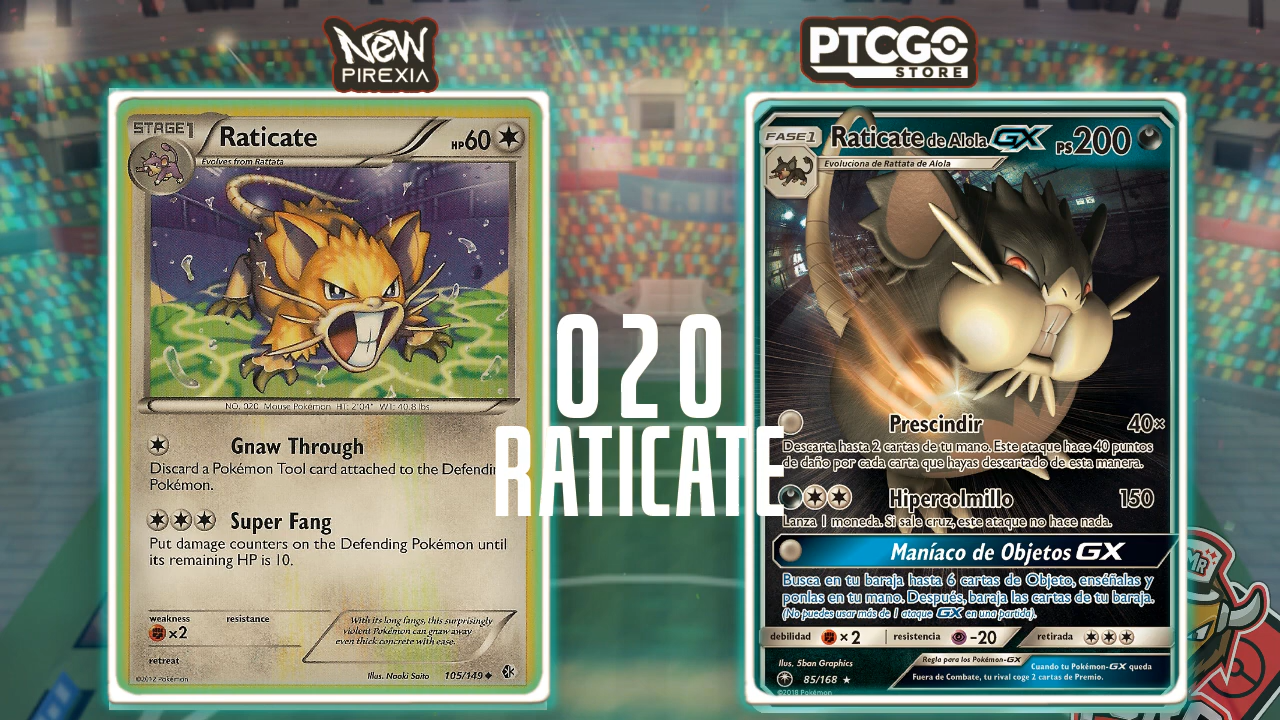 NEW
PIREXIA
PTCGO
STORE
STAGE1
Raticate
HP60
Evolves from Rattata
NO. 020 Mouse Pokémon HT: 2'04" WT: 40.8 lbs.
Gnaw Through
Discard a Pokémon Tool card attached to the Defendin
Pokémon.
Super Fang
Put damage counters on the Defending Pokémon until
its remaining HP is 10.
weakness
resistance
×2
retreat
With its long fangs, this surprisingly
violent Pokémon can gnaw away
even thick concrete with ease.
Illus. Naoki Saito
105/149
©2012 Pokémon
020
RATICATE
FASE1
Raticate de Alola GX
PS200
Evoluciona de Rattata de Alola
Prescindir 40×
Descarta hasta 2 cartas de tu mano. Este ataque hace 40 puntos
de daño por cada carta que hayas descartado de esta manera.
Hipercolmillo 150
Lanza 1 moneda. Si sale cruz, este ataque no hace nada.
Maníaco de Objetos GX
Busca en tu baraja hasta 6 cartas de Objeto, enséñalas y
ponlas en tu mano. Después, baraja las cartas de tu baraja.
(No puedes usar más de 1 ataque GX en una partida).
debilidad ×2 resistencia -20 retirada
Illus. 5ban Graphics
85/168
©2018 Pokémon
Regla para los Pokémon-GX
Cuando tu Pokémon-GX queda
Fuera de Combate, tu rival coge 2 cartas de Premio.
MR